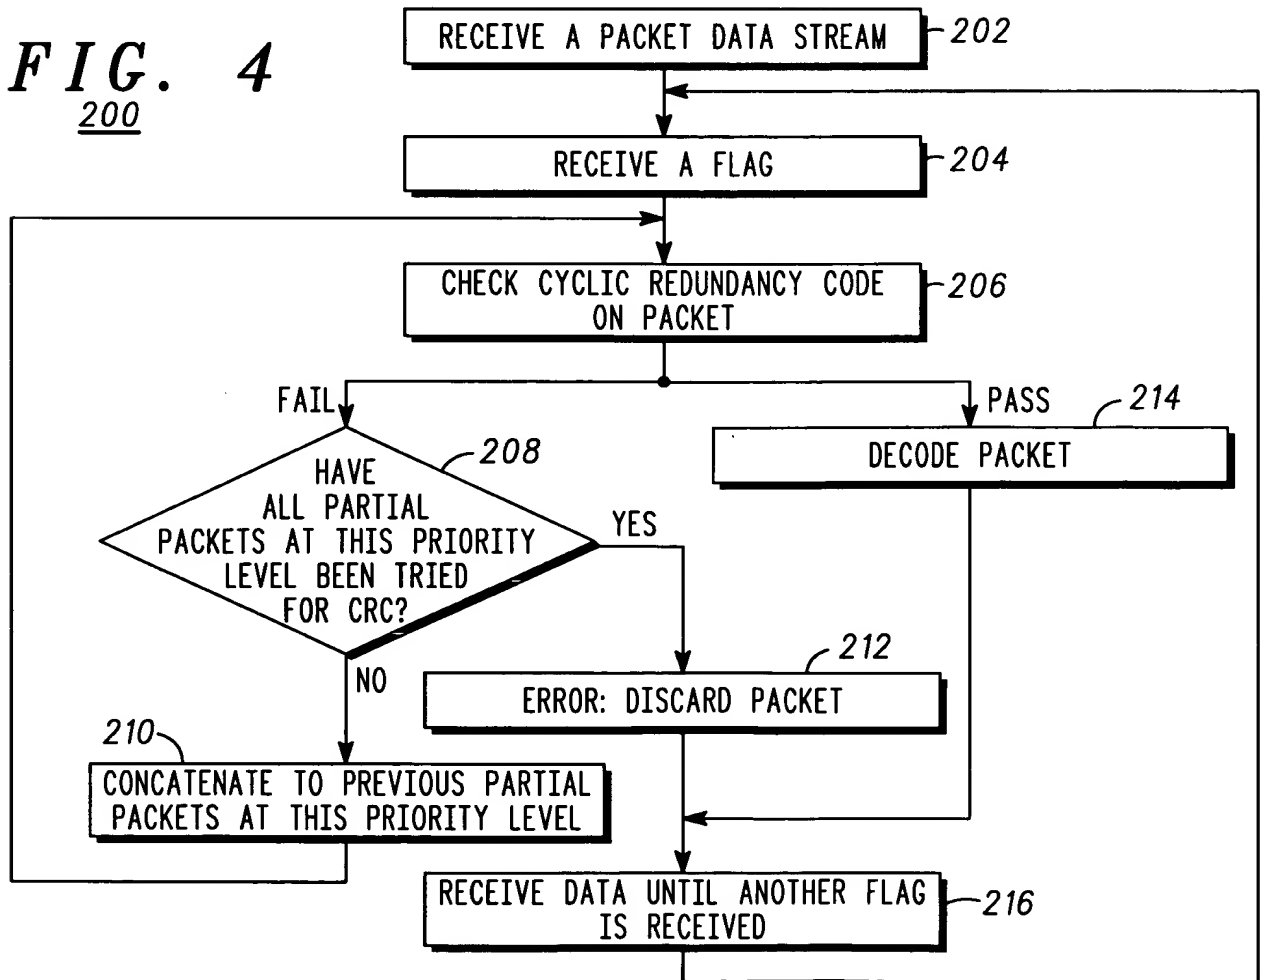 FIG. 4
200
RECEIVE A PACKET DATA STREAM
202
RECEIVE A FLAG
204
CHECK CYCLIC REDUNDANCY CODE
ON PACKET
206
FAIL
PASS
214
208
HAVE
ALL PARTIAL
PACKETS AT THIS PRIORITY
LEVEL BEEN TRIED
FOR CRC?
DECODE PACKET
YES
NO
212
ERROR: DISCARD PACKET
210
CONCATENATE TO PREVIOUS PARTIAL
PACKETS AT THIS PRIORITY LEVEL
RECEIVE DATA UNTIL ANOTHER FLAG
IS RECEIVED
216